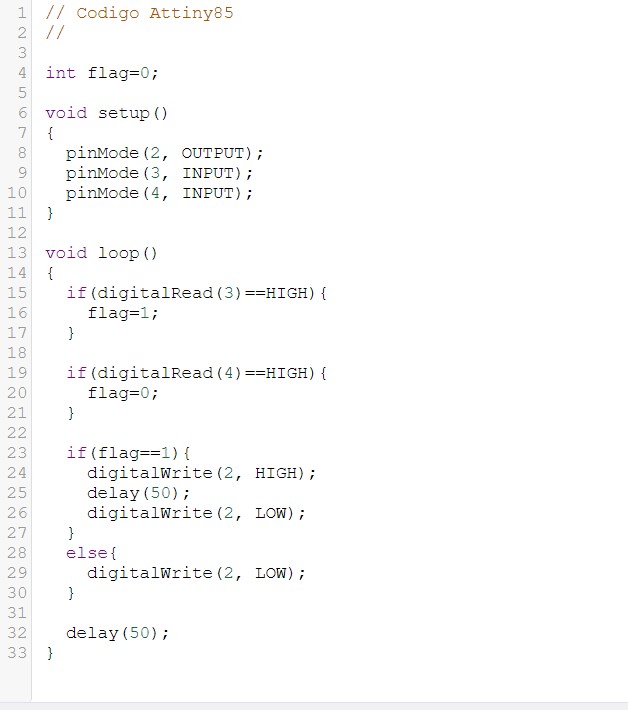 1 // Codigo Attiny85
2 //
3
4 int flag=0;
5
6 void setup()
7 {
8   pinMode(2, OUTPUT);
9   pinMode(3, INPUT);
10   pinMode(4, INPUT);
11 }
12
13 void loop()
14 {
15   if(digitalRead(3)==HIGH){
16     flag=1;
17   }
18
19   if(digitalRead(4)==HIGH){
20     flag=0;
21   }
22
23   if(flag==1){
24     digitalWrite(2, HIGH);
25     delay(50);
26     digitalWrite(2, LOW);
27   }
28   else{
29     digitalWrite(2, LOW);
30   }
31
32   delay(50);
33 }